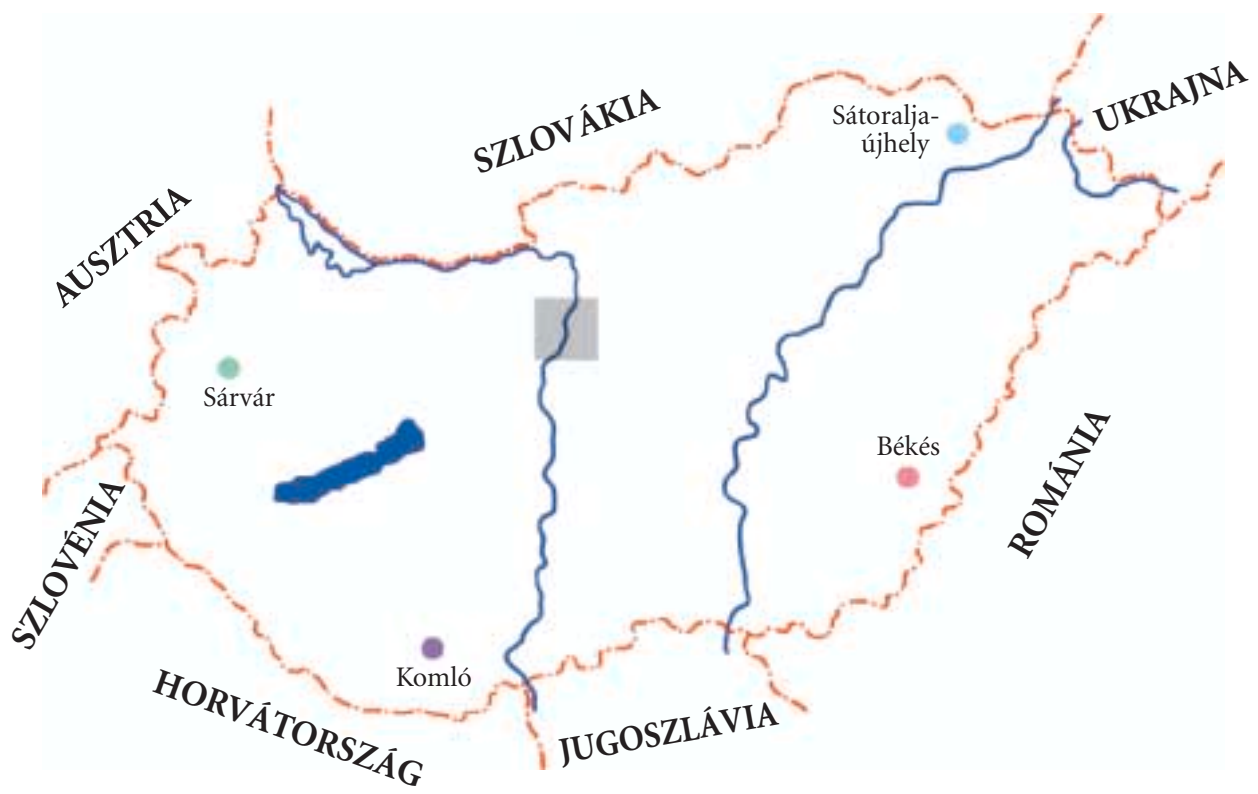 SZLOVÁKIA
UKRAJNA
Sátoralja-
újhely
AUSZTRIA
Sárvár
Békés
ROMÁNIA
SZLOVÉNIA
Komló
HORVÁTORSZÁG
JUGOSZLÁVIA